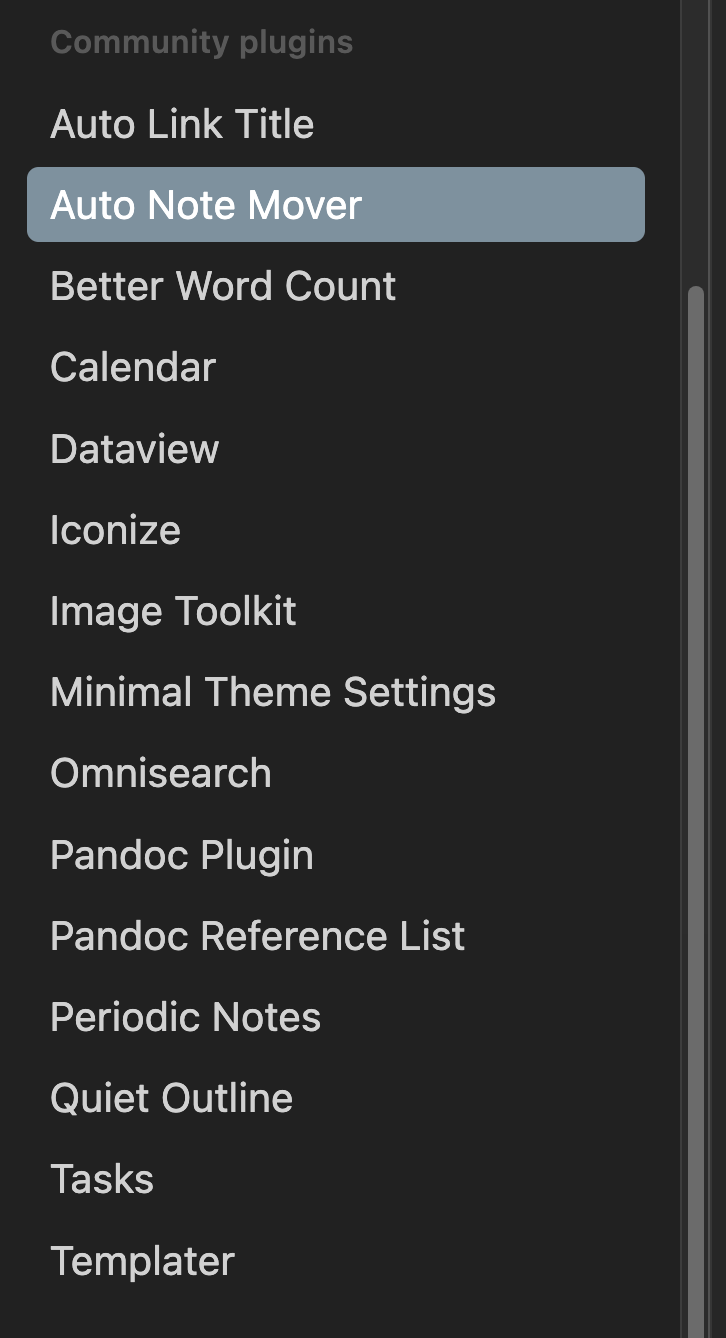 Community plugins
Auto Link Title
Auto Note Mover
Better Word Count
Calendar
Dataview
Iconize
Image Toolkit
Minimal Theme Settings
Omnisearch
Pandoc Plugin
Pandoc Reference List
Periodic Notes
Quiet Outline
Tasks
Templater